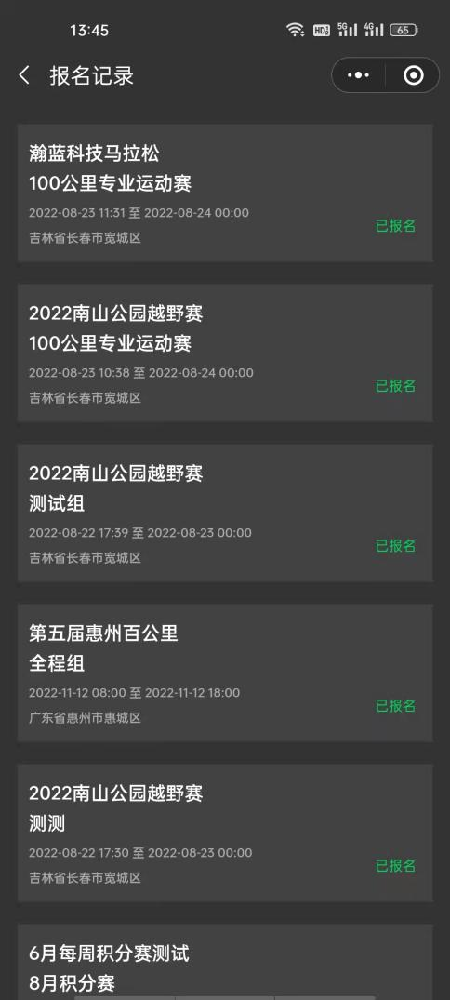 13:45
HD2 5G 4G 65
报名记录
瀚蓝科技马拉松
100公里专业运动赛
2022-08-23 11:31 至 2022-08-24 00:00
已报名
吉林省长春市宽城区
2022南山公园越野赛
100公里专业运动赛
2022-08-23 10:38 至 2022-08-24 00:00
已报名
吉林省长春市宽城区
2022南山公园越野赛
测试组
2022-08-22 17:39 至 2022-08-23 00:00
已报名
吉林省长春市宽城区
第五届惠州百公里
全程组
2022-11-12 08:00 至 2022-11-12 18:00
已报名
广东省惠州市惠城区
2022南山公园越野赛
测测
2022-08-22 17:30 至 2022-08-23 00:00
已报名
吉林省长春市宽城区
6月每周积分赛测试
8月积分赛